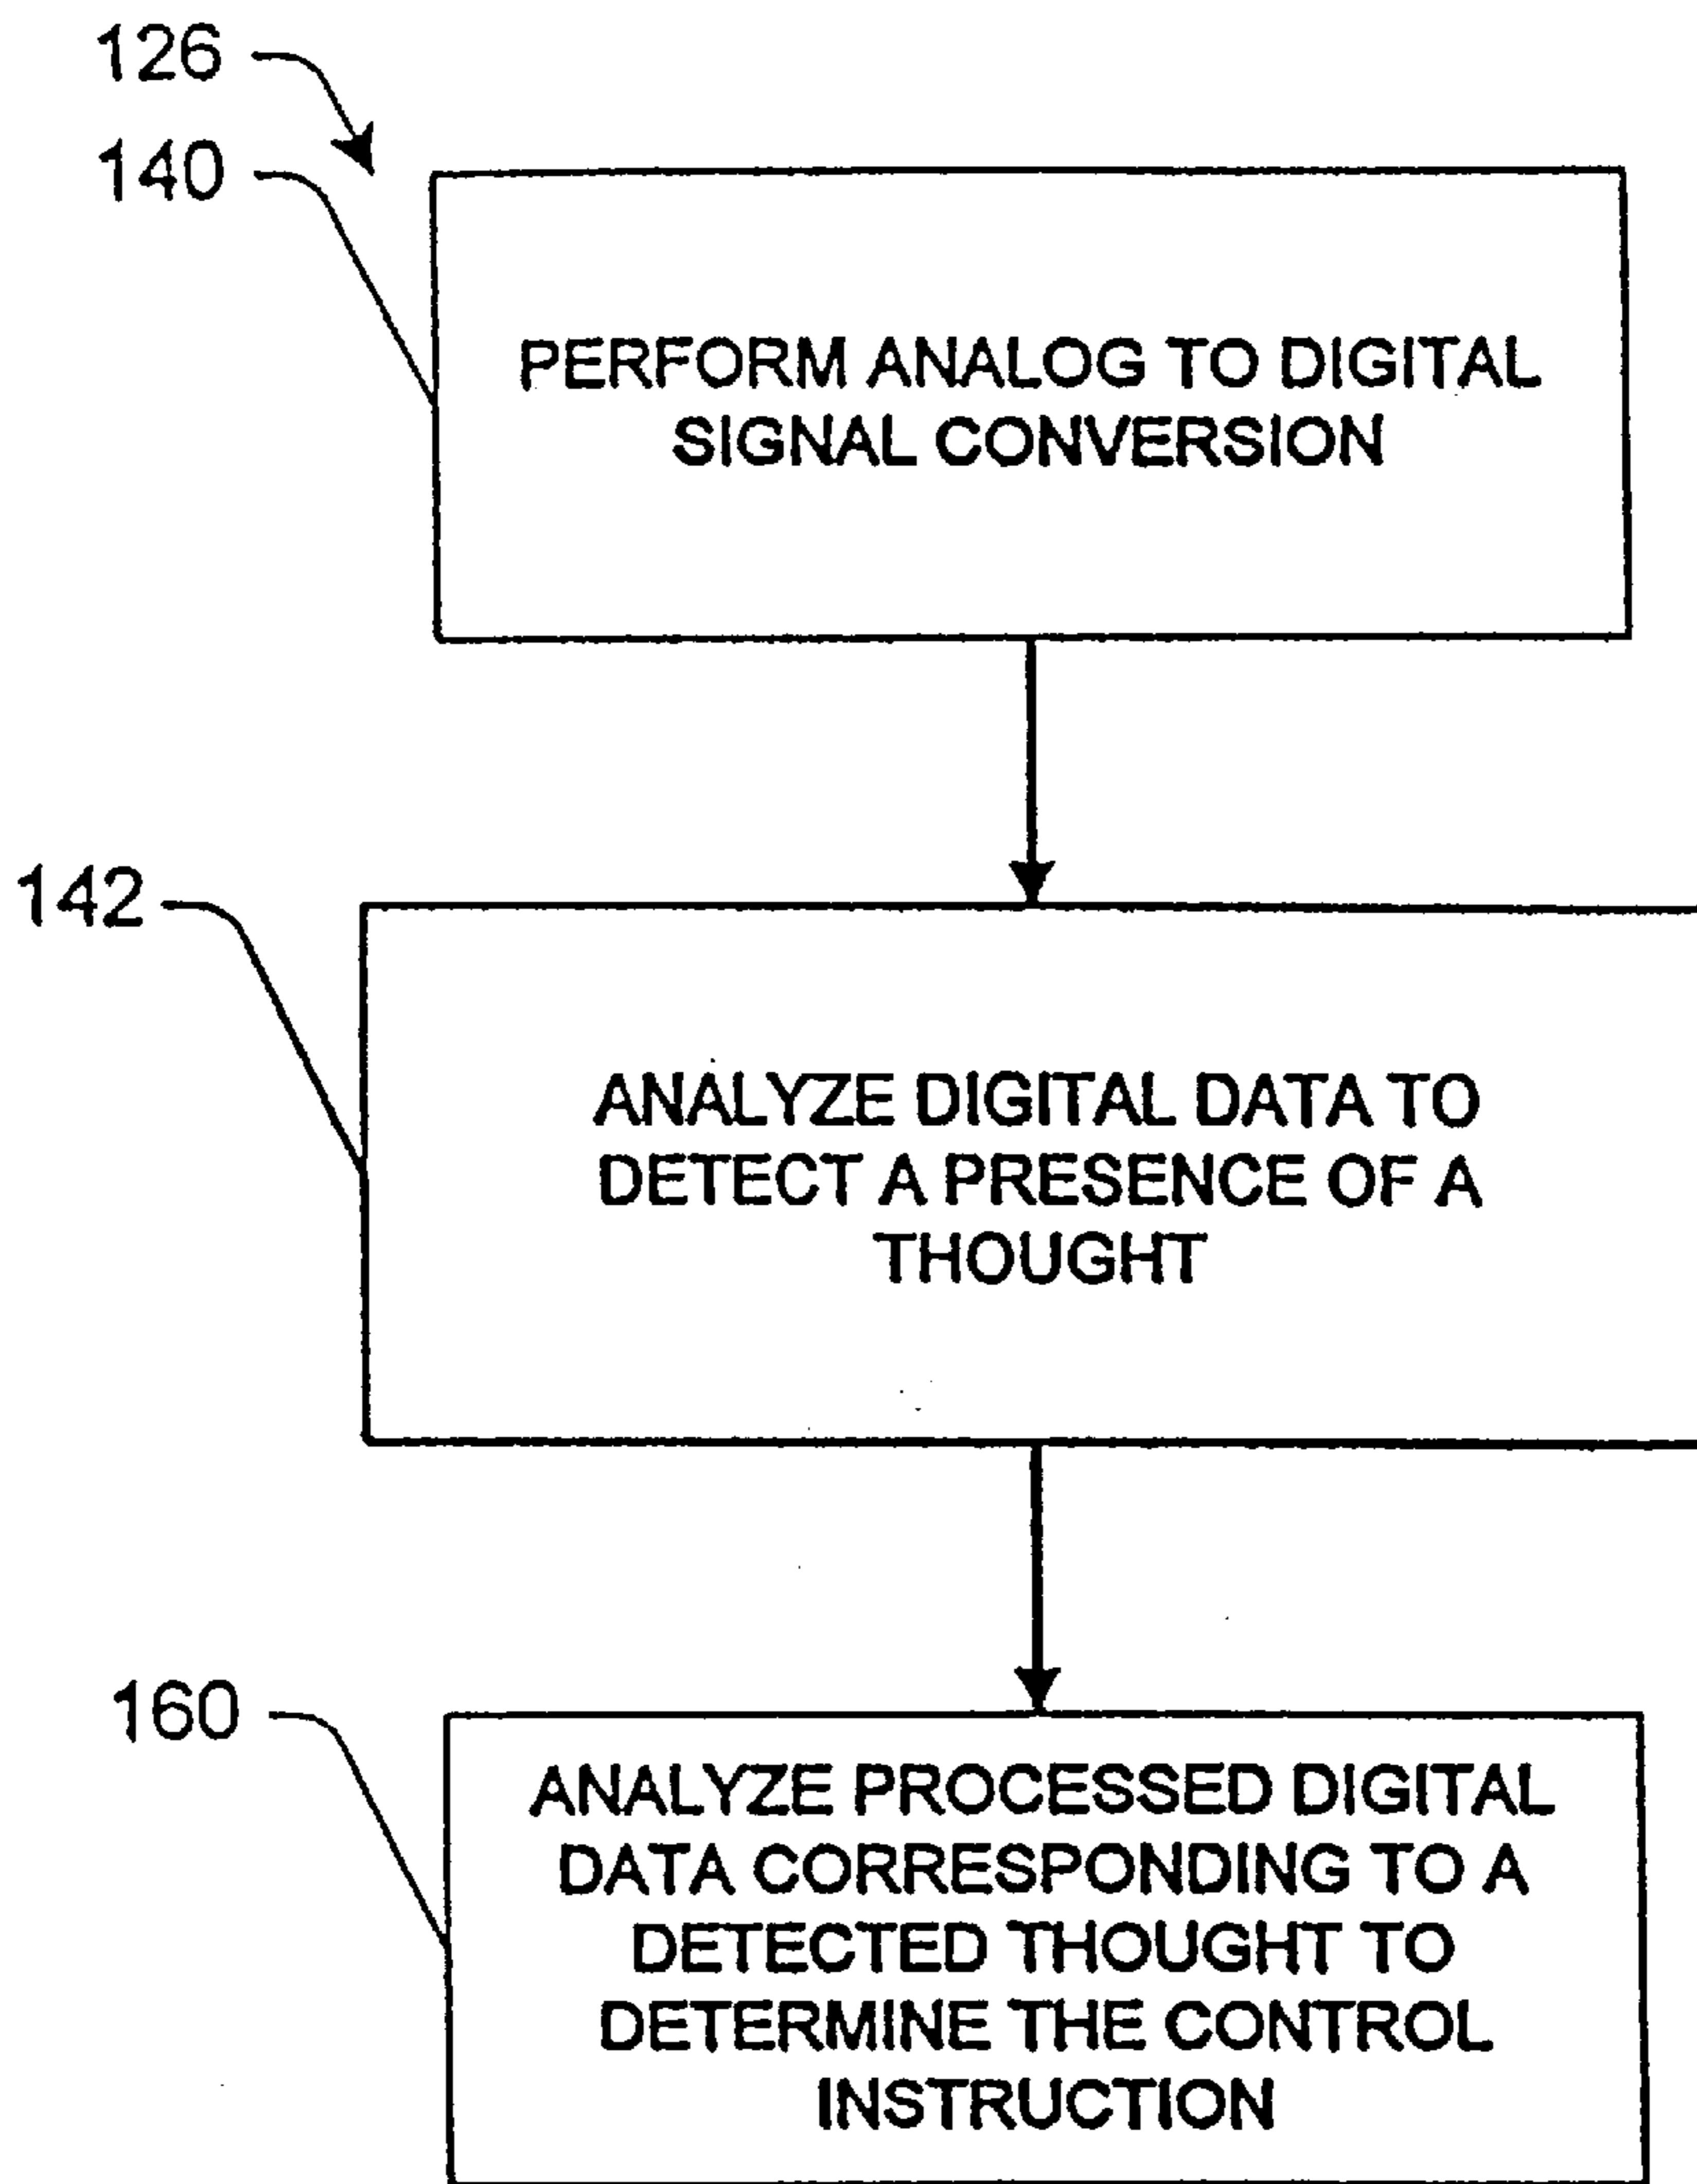 126
140
PERFORM ANALOG TO DIGITAL
SIGNAL CONVERSION
142
ANALYZE DIGITAL DATA TO
DETECT A PRESENCE OF A
THOUGHT
160
ANALYZE PROCESSED DIGITAL
DATA CORRESPONDING TO A
DETECTED THOUGHT TO
DETERMINE THE CONTROL
INSTRUCTION